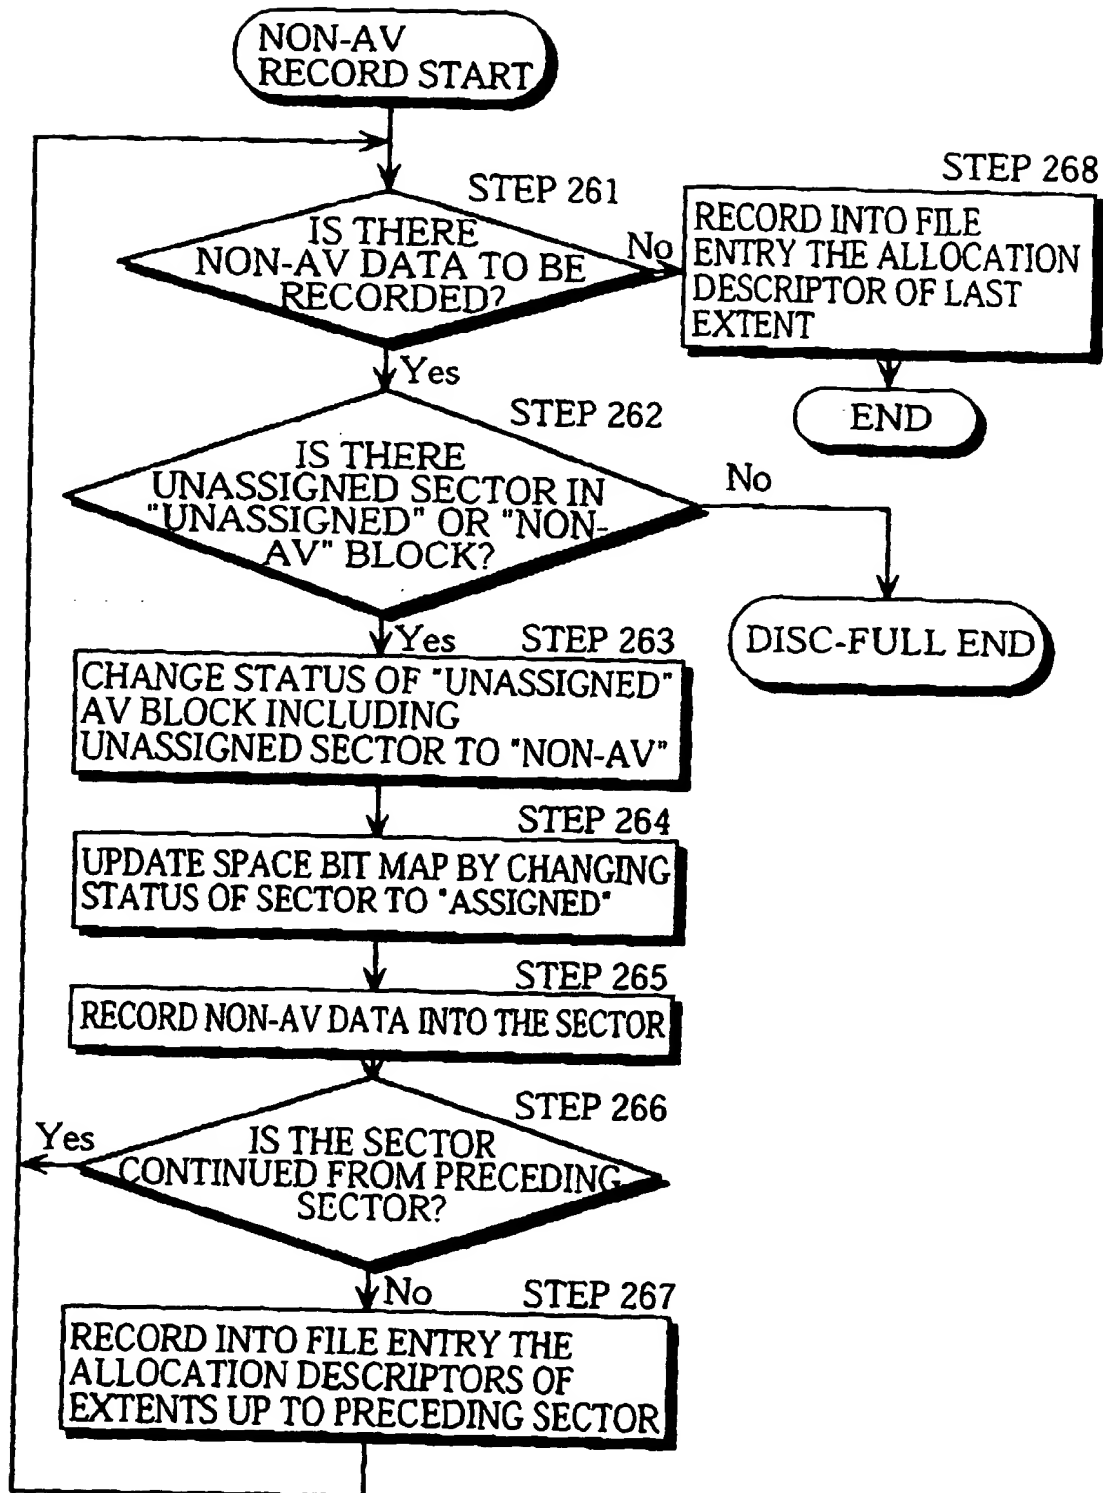 NON-AV
RECORD START
STEP 261
IS THERE
NON-AV DATA TO BE
RECORDED?
No
STEP 268
RECORD INTO FILE
ENTRY THE ALLOCATION
DESCRIPTOR OF LAST
EXTENT
END
Yes
STEP 262
IS THERE
UNASSIGNED SECTOR IN
"UNASSIGNED" OR "NON-
AV" BLOCK?
No
DISC-FULL END
Yes
STEP 263
CHANGE STATUS OF "UNASSIGNED"
AV BLOCK INCLUDING
UNASSIGNED SECTOR TO "NON-AV"
STEP 264
UPDATE SPACE BIT MAP BY CHANGING
STATUS OF SECTOR TO "ASSIGNED"
STEP 265
RECORD NON-AV DATA INTO THE SECTOR
STEP 266
Yes
IS THE SECTOR
CONTINUED FROM PRECEDING
SECTOR?
No
STEP 267
RECORD INTO FILE ENTRY THE
ALLOCATION DESCRIPTORS OF
EXTENTS UP TO PRECEDING SECTOR